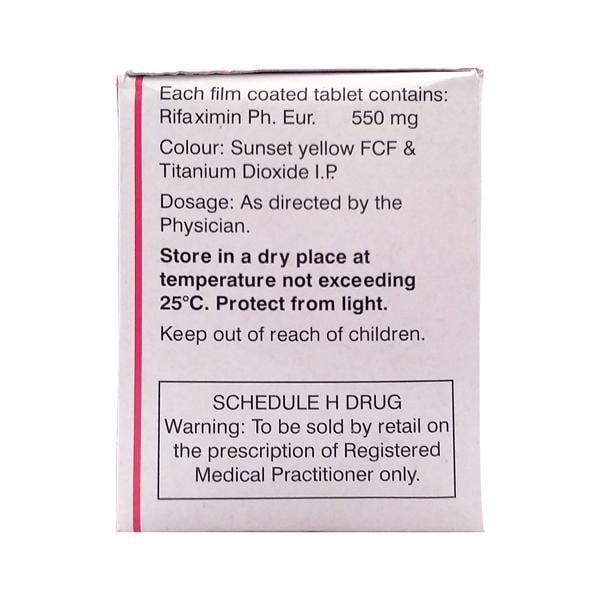 Each film coated tablet contains:
Rifaximin Ph. Eur. 550 mg
Colour: Sunset yellow FCF &
Titanium Dioxide I.P.
Dosage: As directed by the
Physician.
Store in a dry place at
temperature not exceeding
25°C. Protect from light.
Keep out of reach of children.
SCHEDULE H DRUG
Warning: To be sold by retail on
the prescription of Registered
Medical Practitioner only.